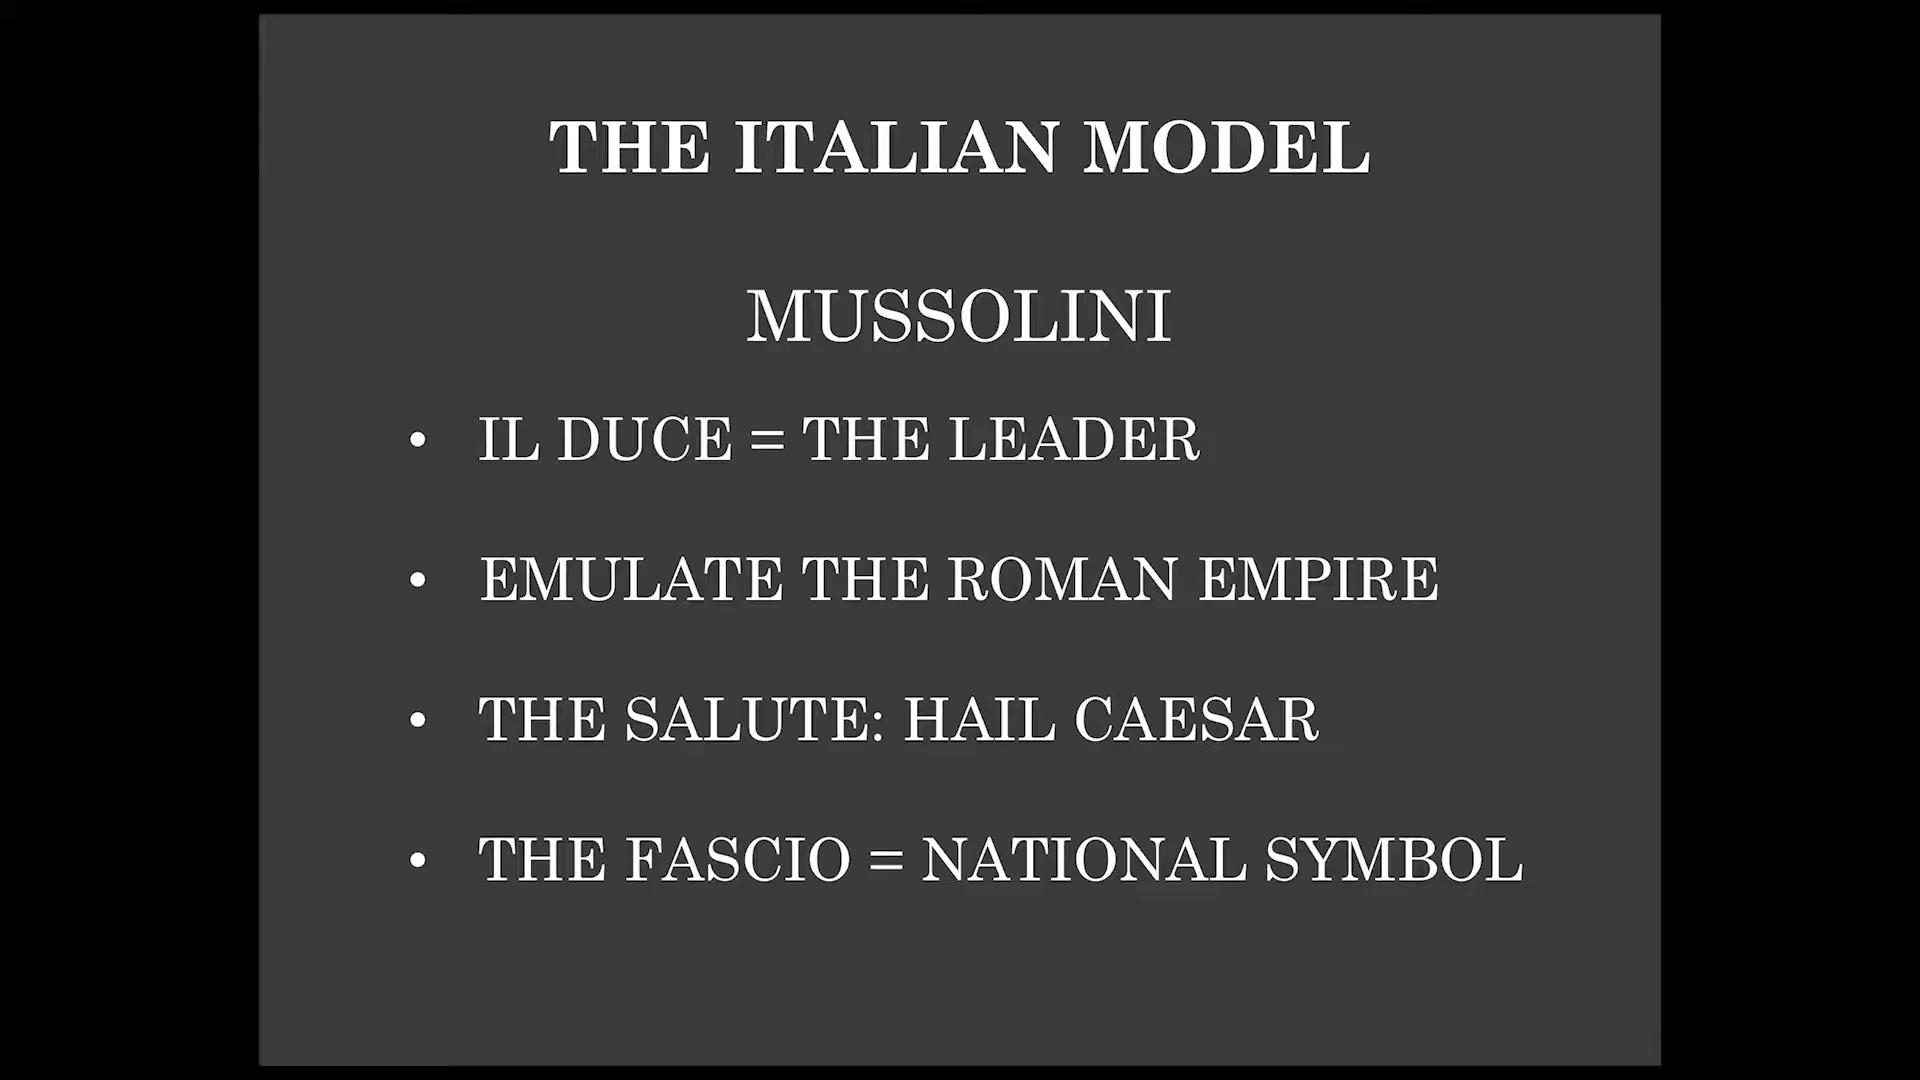 THE ITALIAN MODEL
MUSSOLINI
• IL DUCE = THE LEADER
• EMULATE THE ROMAN EMPIRE
• THE SALUTE: HAIL CAESAR
• THE FASCIO = NATIONAL SYMBOL